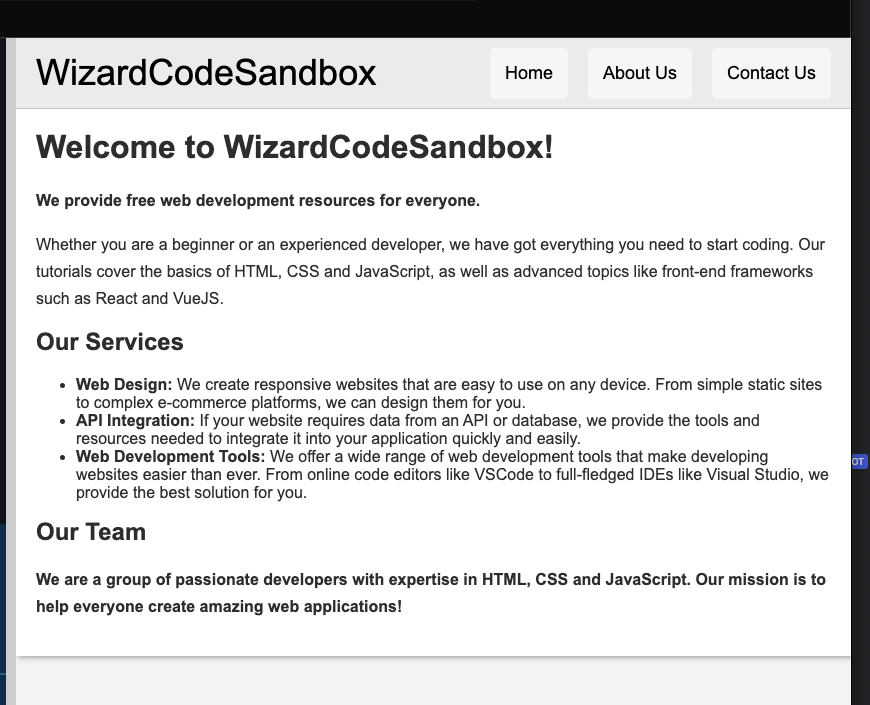 WizardCodeSandbox
Home
About Us
Contact Us
Welcome to WizardCodeSandbox!
We provide free web development resources for everyone.
Whether you are a beginner or an experienced developer, we have got everything you need to start coding. Our
tutorials cover the basics of HTML, CSS and JavaScript, as well as advanced topics like front-end frameworks
such as React and VueJS.
Our Services
• Web Design: We create responsive websites that are easy to use on any device. From simple static sites
to complex e-commerce platforms, we can design them for you.
• API Integration: If your website requires data from an API or database, we provide the tools and
resources needed to integrate it into your application quickly and easily.
• Web Development Tools: We offer a wide range of web development tools that make developing
websites easier than ever. From online code editors like VSCode to full-fledged IDEs like Visual Studio, we
provide the best solution for you.
Our Team
We are a group of passionate developers with expertise in HTML, CSS and JavaScript. Our mission is to
help everyone create amazing web applications!